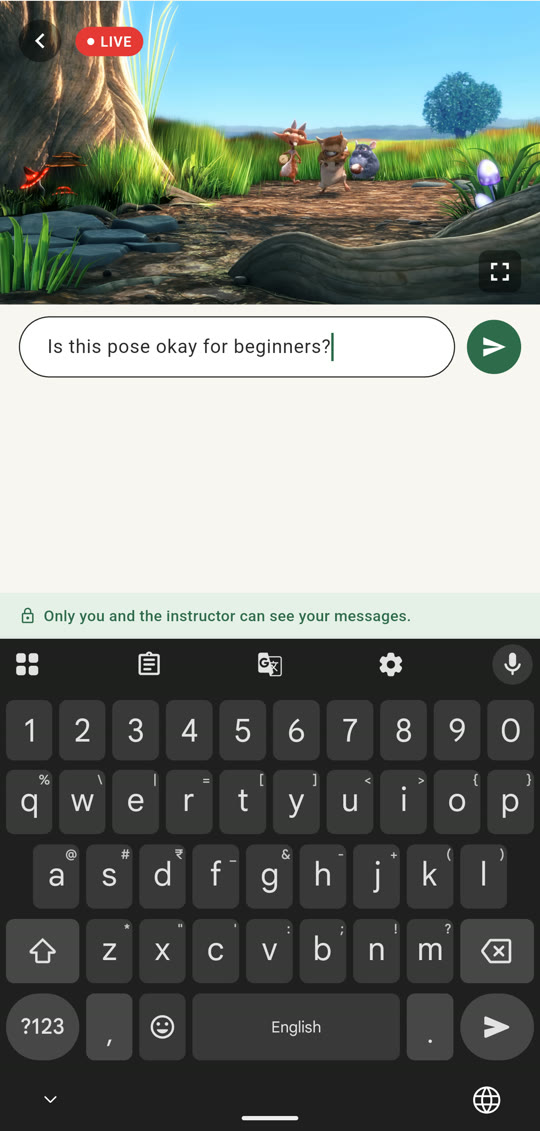 LIVE
Is this pose okay for beginners?
Only you and the instructor can see your messages.
1 2 3 4 5 6 7 8 9 0
% \ | = [ ] < > { }
q w e r t y u i o p
@ # ₹ _ & - + ( )
a s d f g h j k l
* " ' : ; ! ?
z x c v b n m
?123 , English .